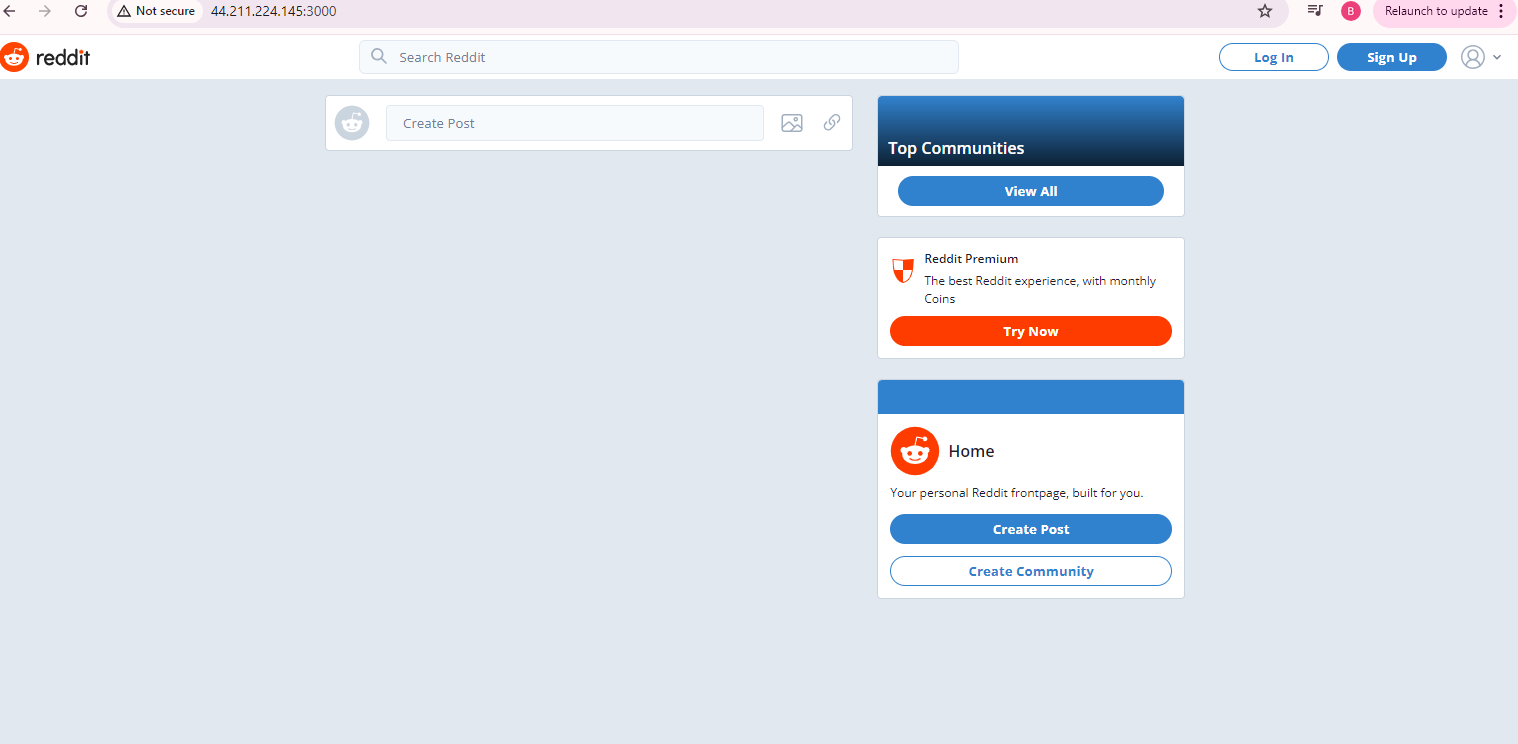 Not secure 44.211.224.145:3000 B Relaunch to update
reddit Search Reddit Log In Sign Up
Create Post
Top Communities
View All
Reddit Premium
The best Reddit experience, with monthly
Coins
Try Now
Home
Your personal Reddit frontpage, built for you.
Create Post
Create Community